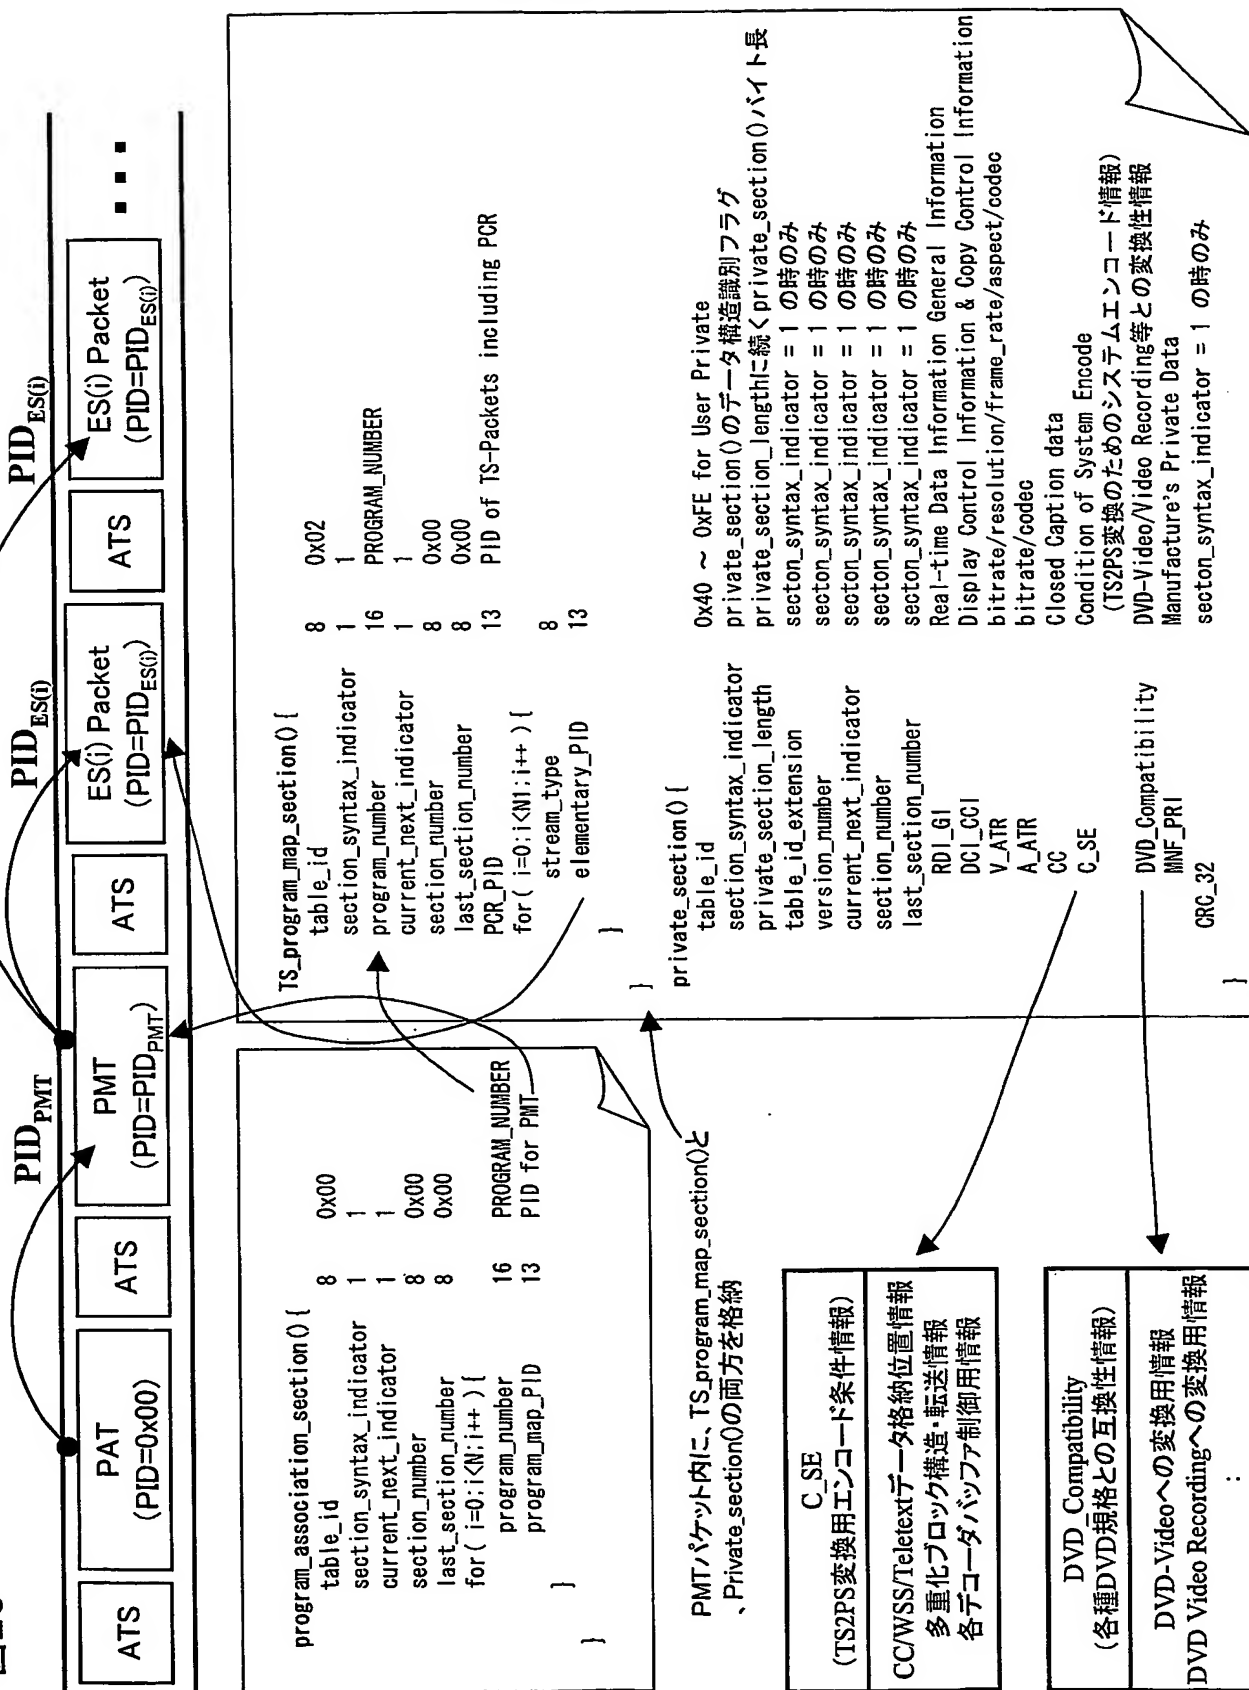 PID_PMT
PID_ES(i)
PID_ES(i)
ATS
PAT
(PID=0x00)
ATS
PMT
(PID=PID_PMT)
ATS
ES(i) Packet
(PID=PID_ES(i))
ATS
ES(i) Packet
(PID=PID_ES(i))
...
program_association_section(){
table_id 8 0x00
section_syntax_indicator 1 1
current_next_indicator 1 1
section_number 8 0x00
last_section_number 8 0x00
for( i=0;i<N;i++ ){
program_number 16 PROGRAM_NUMBER
program_map_PID 13 PID for PMT
}
}
TS_program_map_section(){
table_id 8 0x02
section_syntax_indicator 1 1
program_number 16 PROGRAM_NUMBER
current_next_indicator 1 1
section_number 8 0x00
last_section_number 8 0x00
PCR_PID 13 PID of TS-Packets including PCR
for( i=0;i<N1;i++ ){
stream_type 8
elementary_PID 13
}
}
private_section(){
table_id 0x40 ~ 0xFE for User Private
section_syntax_indicator private_section()のデータ構造識別フラグ
private_section_length private_section_lengthに続くprivate_section()バイト長
table_id_extension secton_syntax_indicator = 1 の時のみ
version_number secton_syntax_indicator = 1 の時のみ
current_next_indicator secton_syntax_indicator = 1 の時のみ
section_number secton_syntax_indicator = 1 の時のみ
last_section_number secton_syntax_indicator = 1 の時のみ
RDI_GI Real-time Data Information General Information
DCI_CCI Display Control Information & Copy Control Information
V_ATR bitrate/resolution/frame_rate/aspect/codec
A_ATR bitrate/codec
CC Closed Caption data
C_SE Condition of System Encode
(TS2PS変換のためのシステムエンコード情報)
DVD_Compatibility DVD-Video/Video Recording等との変換性情報
MNF_PRI Manufacture's Private Data
CRC_32 secton_syntax_indicator = 1 の時のみ
}
PMTパケット内に、TS_program_map_section()と
、Private_section()の両方を格納
C_SE
(TS2PS変換用エンコード条件情報)
CC/WSS/Teletextデータ格納位置情報
多重化ブロック構造・転送情報
各デコーダバッファ制御用情報
DVD_Compatibility
(各種DVD規格との互換性情報)
DVD-Videoへの変換用情報
DVD Video Recordingへの変換用情報
: